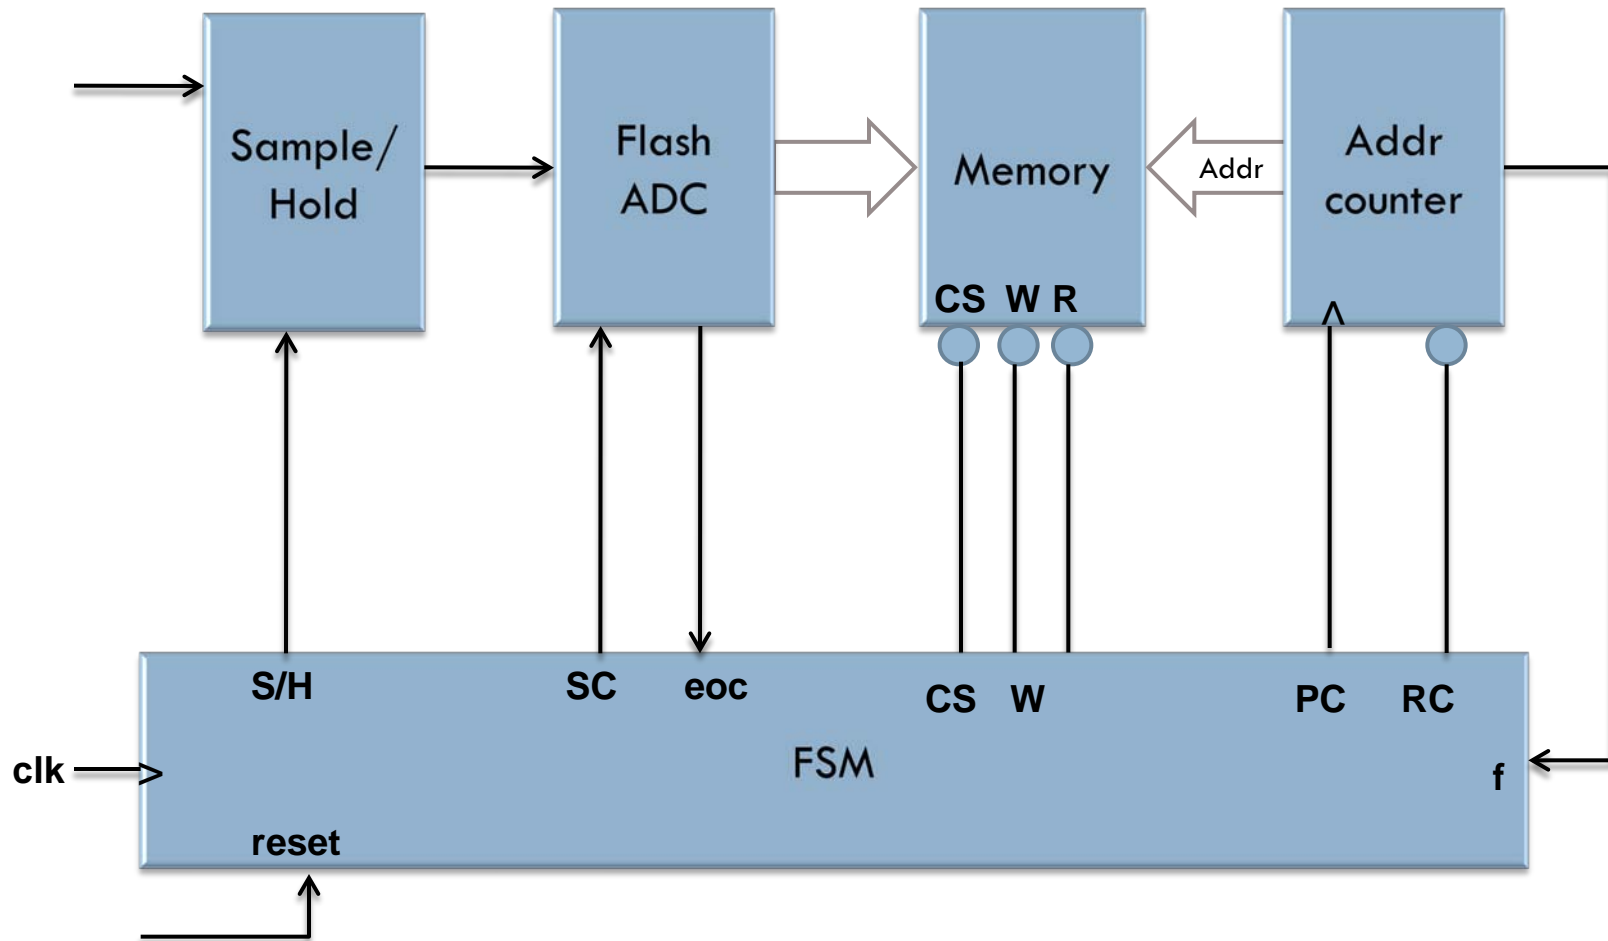 Sample/
Hold
Flash
ADC
Memory
Addr
Addr
counter
CS W R
>
S/H
SC
eoc
CS
W
PC
RC
clk
>
FSM
f
reset